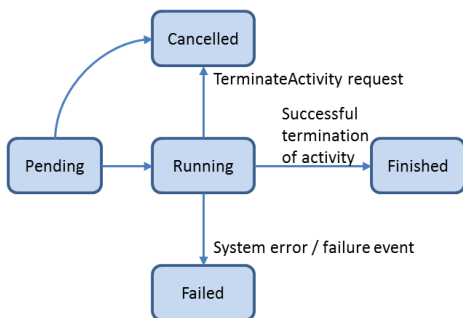 Cancelled
TerminateActivity request
Successful
termination
of activity
Pending
Running
Finished
System error / failure event
Failed